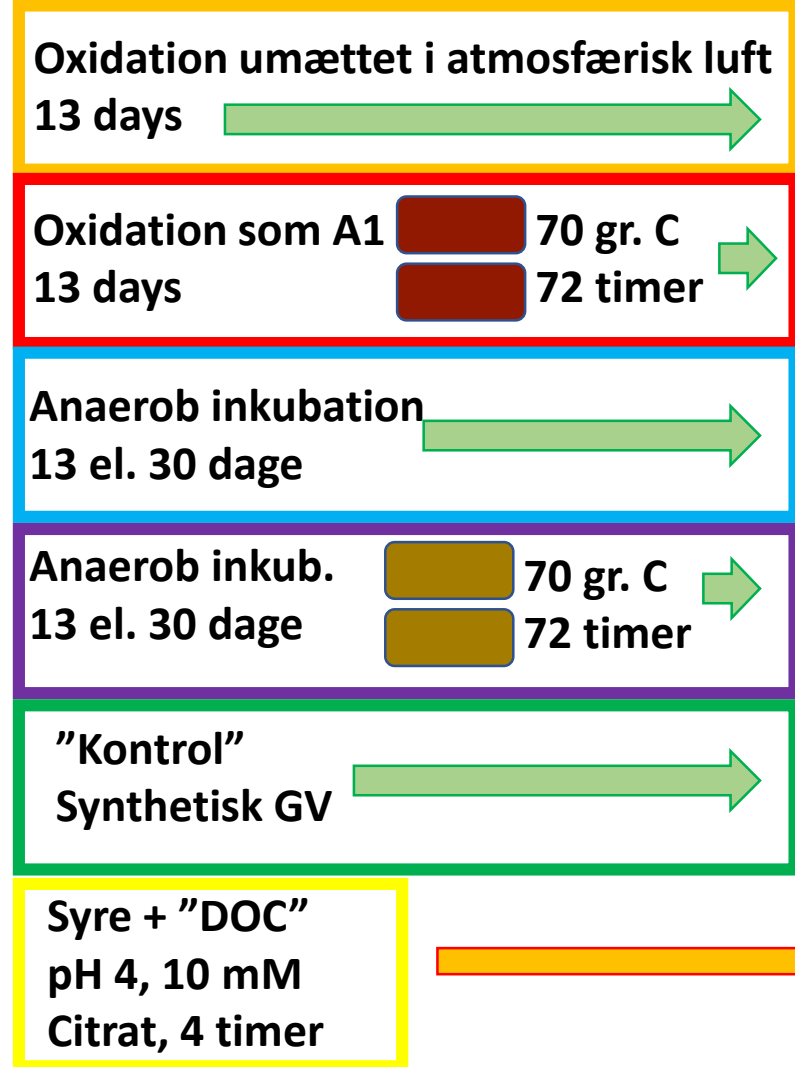 Oxidation umættet i atmosfærisk luft
13 days
Oxidation som A1 70 gr. C
13 days 72 timer
Anaerob inkubation
13 el. 30 dage
Anaerob inkub. 70 gr. C
13 el. 30 dage 72 timer
”Kontrol”
Synthetisk GV
Syre + ”DOC”
pH 4, 10 mM
Citrat, 4 timer